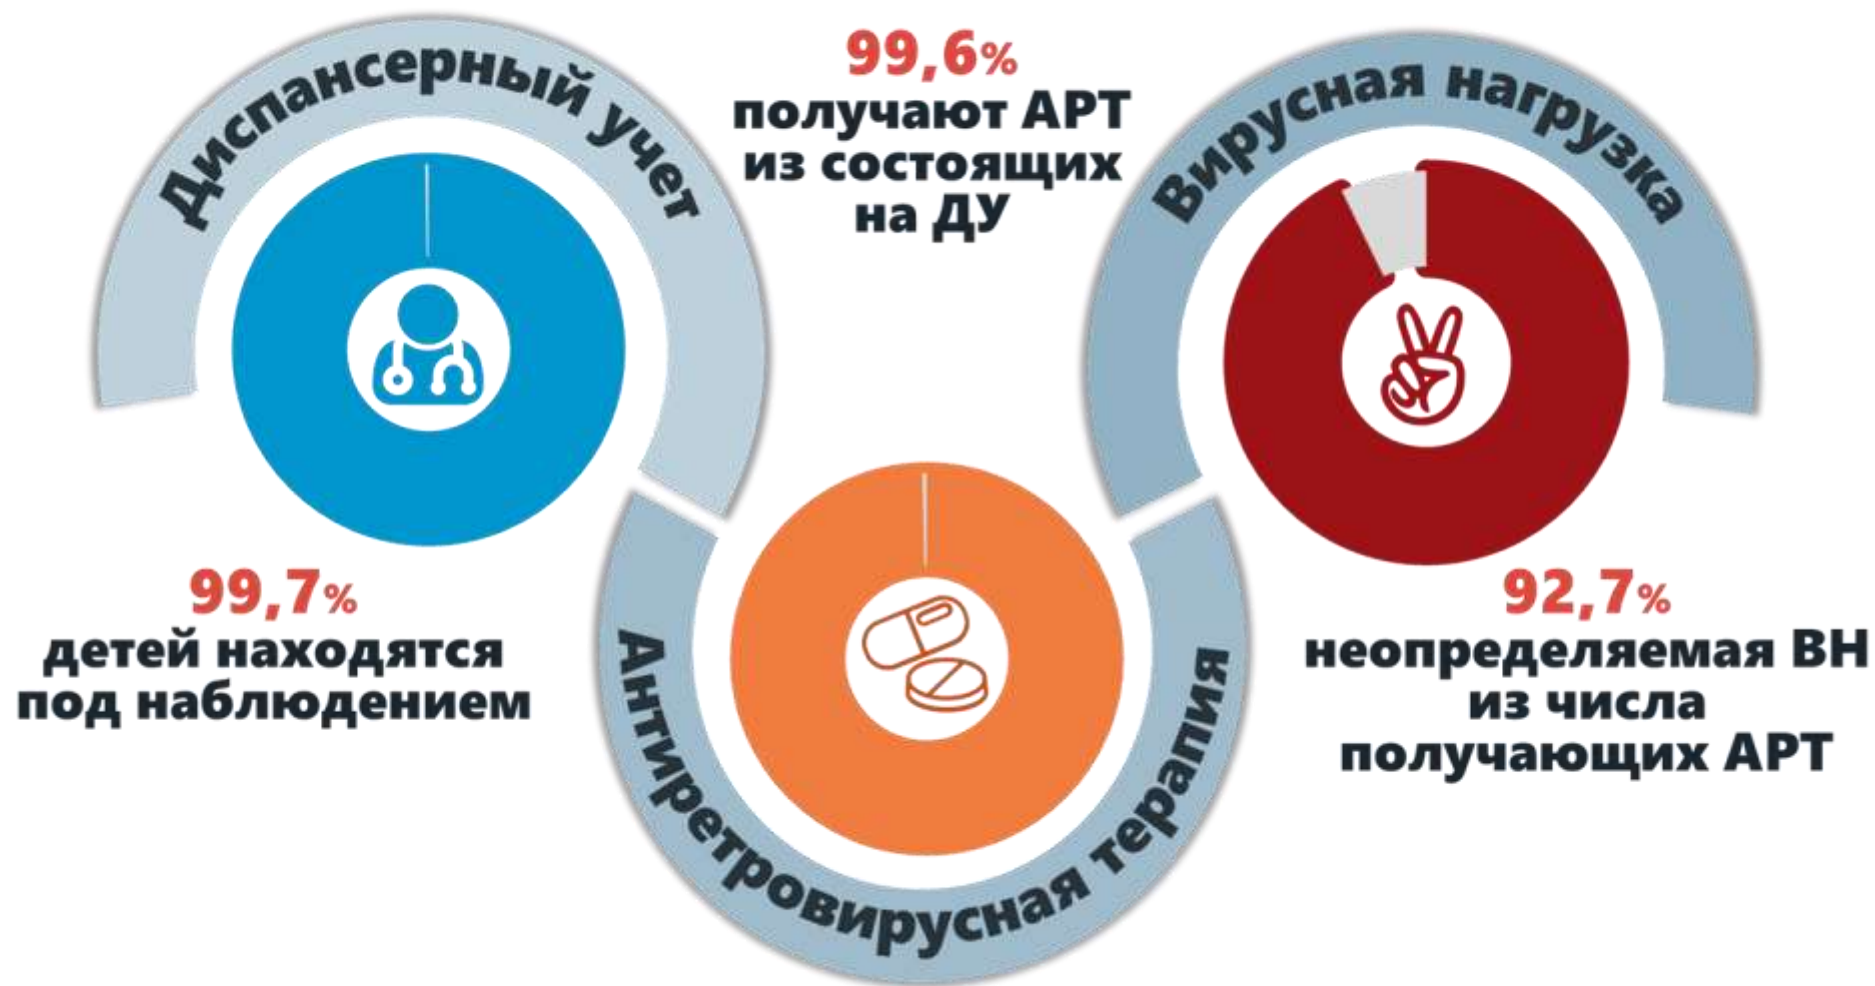 Диспансерный учет
99,7%
детей находятся
под наблюдением
99,6%
получают АРТ
из состоящих
на ДУ
Антиретровирусная терапия
Вирусная нагрузка
92,7%
неопределяемая ВН
из числа
получающих АРТ